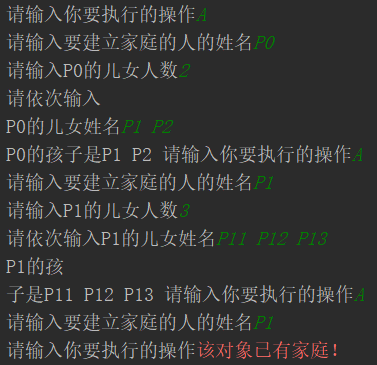 请输入你要执行的操作A
请输入要建立家庭的人的姓名P0
请输入P0的儿女人数2
请依次输入
P0的儿女姓名P1 P2
P0的孩子是P1 P2 请输入你要执行的操作A
请输入要建立家庭的人的姓名P1
请输入P1的儿女人数3
请依次输入P1的儿女姓名P11 P12 P13
P1的孩
子是P11 P12 P13 请输入你要执行的操作A
请输入要建立家庭的人的姓名P1
请输入你要执行的操作该对象已有家庭!